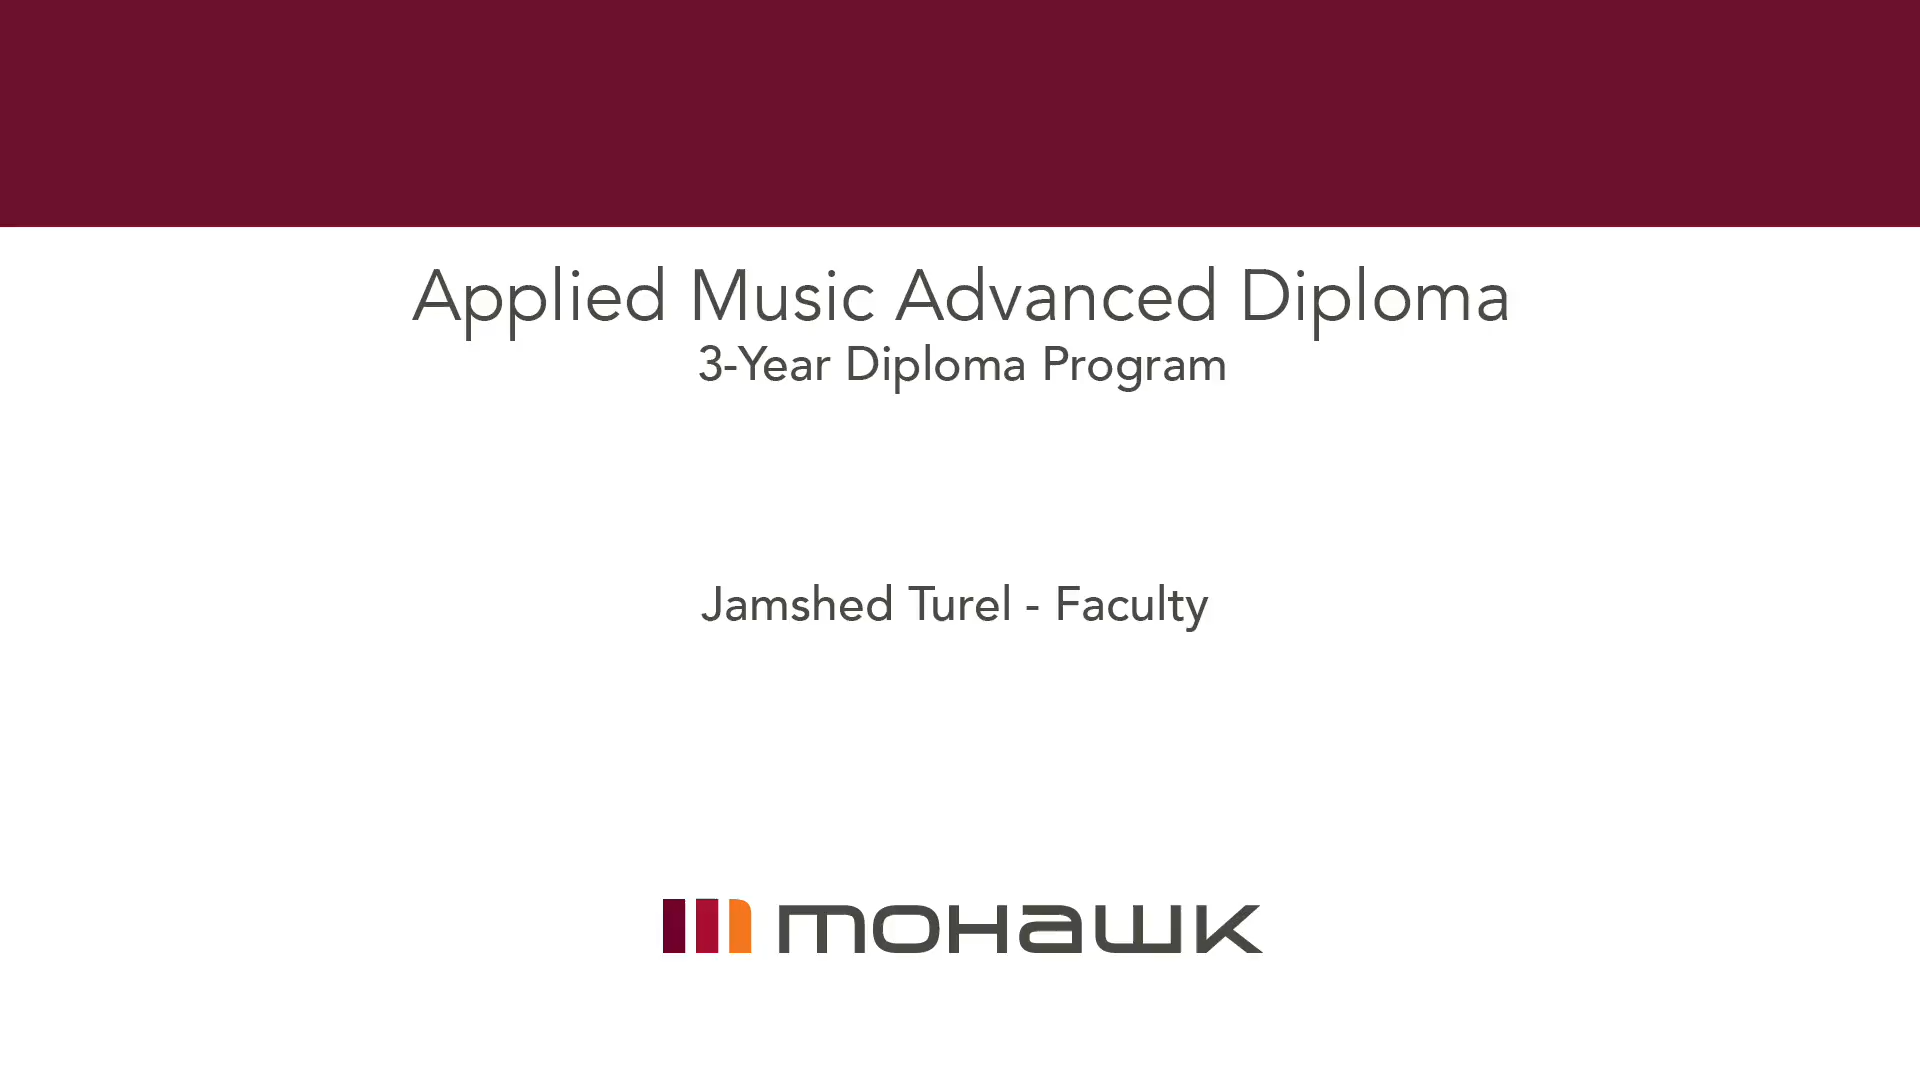 Applied Music Advanced Diploma
3-Year Diploma Program
Jamshed Turel - Faculty
mohawk